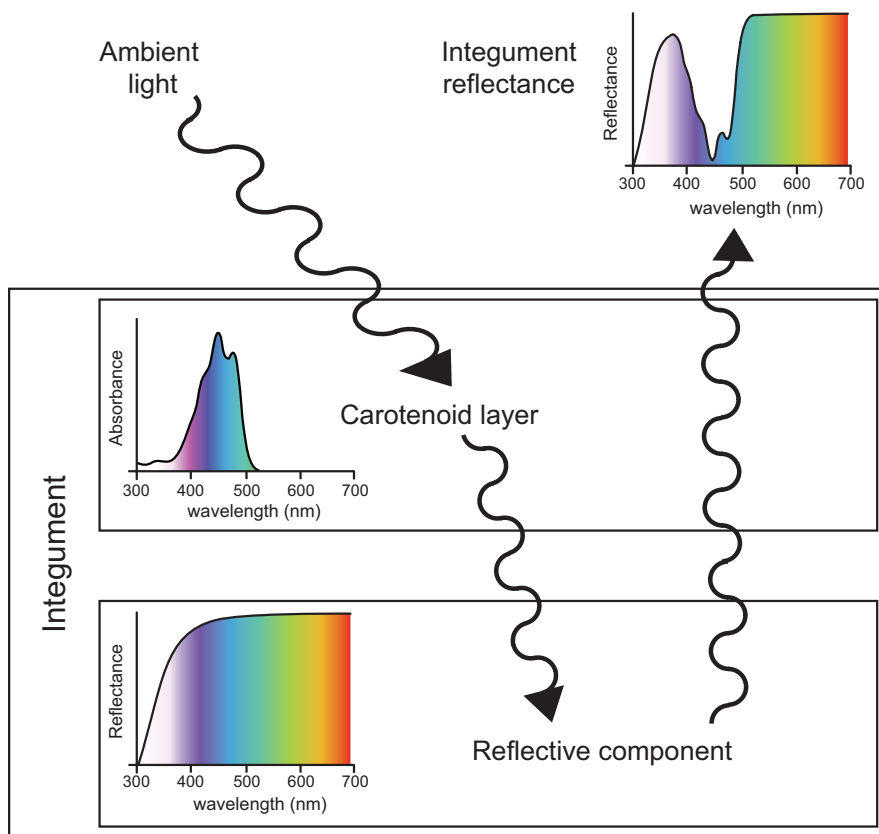 Ambient
light
Integument
reflectance
Reflectance
300 400 500 600 700
wavelength (nm)
Integument
Absorbance
300 400 500 600 700
wavelength (nm)
Carotenoid layer
Reflectance
300 400 500 600 700
wavelength (nm)
Reflective component